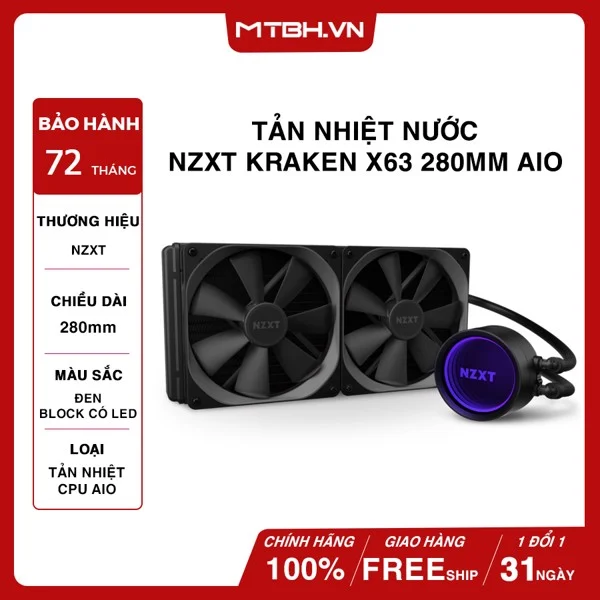 MTBH.VN
BẢO HÀNH
72 THÁNG
THƯƠNG HIỆU
NZXT
CHIỀU DÀI
280mm
MÀU SẮC
ĐEN
BLOCK CÓ LED
LOẠI
TẢN NHIỆT
CPU AIO
TẢN NHIỆT NƯỚC
NZXT KRAKEN X63 280MM AIO
NZXT
NZXT
NZXT
CHÍNH HÃNG
100%
GIAO HÀNG
FREESHIP
1 ĐỔI 1
31NGÀY